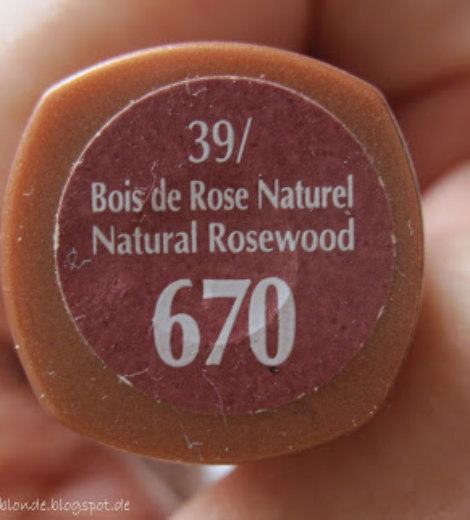 39/
Bois de Rose Naturel
Natural Rosewood
670
blonde.blogspot.de